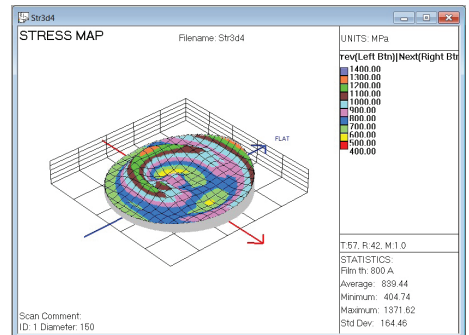 Str3d4
STRESS MAP
Filename: Str3d4
UNITS: MPa
rev(Left Btn)|Next(Right Btn
1400.00
1300.00
1200.00
1100.00
1000.00
900.00
800.00
700.00
600.00
500.00
400.00
FLAT
T:57, R:42, M:1.0
STATISTICS:
Film th: 800 A
Average: 839.44
Minimum: 404.74
Maximum: 1371.62
Std Dev: 164.46
Scan Comment:
ID: 1 Diameter: 150